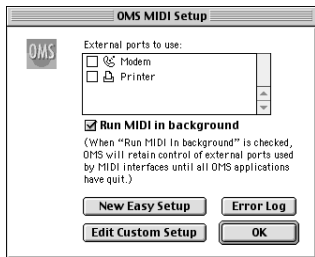 OMS MIDI Setup
OMS
External ports to use:
Modem
Printer
Run MIDI in background
(When "Run MIDI In background" is checked,
OMS will retain control of external ports used
by MIDI interfaces until all OMS applications
have quit.)
New Easy Setup
Error Log
Edit Custom Setup
OK